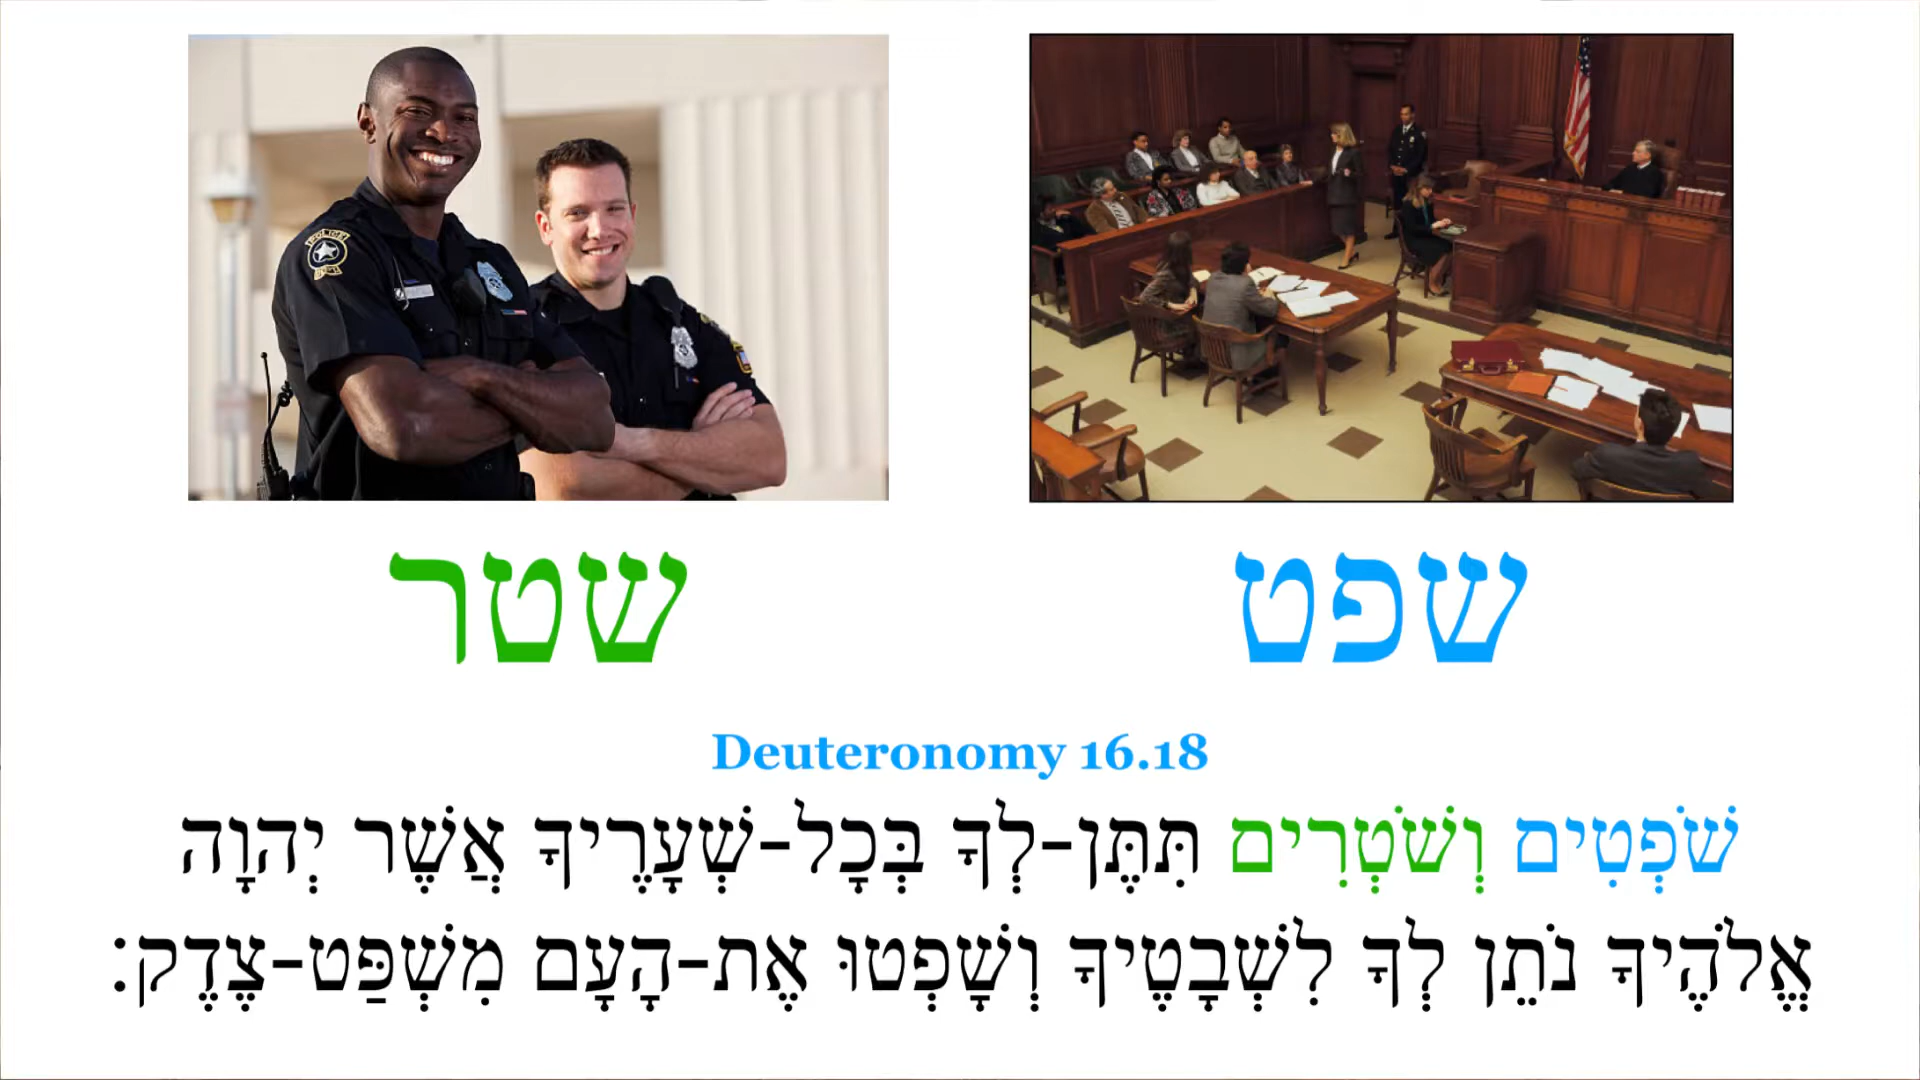 שטר
שפט
Deuteronomy 16.18
שֹׁפְטִים וְשֹׁטְרִים תִּתֶּן-לְךָ בְּכָל-שְׁעָרֶיךָ אֲשֶׁר יְהוָה
אֱלֹהֶיךָ נֹתֵן לְךָ לִשְׁבָטֶיךָ וְשָׁפְטוּ אֶת-הָעָם מִשְׁפַּט-צֶדֶק׃